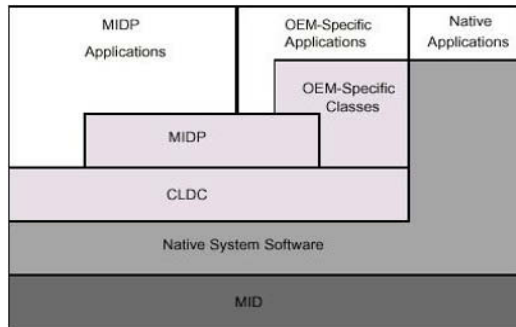 MIDP
Applications
OEM-Specific
Applications
Native
Applications
OEM-Specific
Classes
MIDP
CLDC
Native System Software
MID